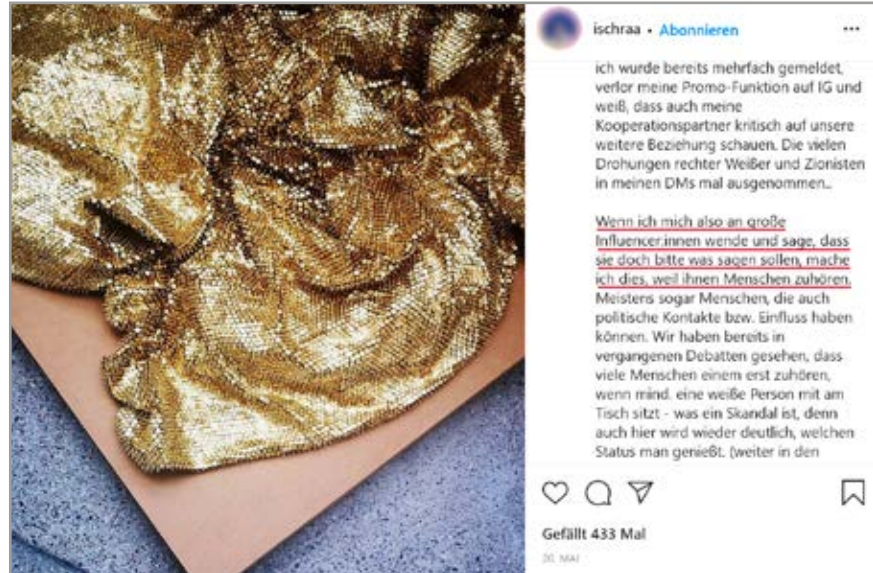 ischraa • Abonnieren
ich wurde bereits mehrfach gemeldet,
verlor meine Promo-Funktion auf IG und
weiß, dass auch meine
Kooperationspartner kritisch auf unsere
weitere Beziehung schauen. Die vielen
Drohungen rechter Weißer und Zionisten
in meinen DMs mal ausgenommen...
Wenn ich mich also an große
Influencer:innen wende und sage, dass
sie doch bitte was sagen sollen, mache
ich dies, weil ihnen Menschen zuhören.
Meistens sogar Menschen, die auch
politische Kontakte bzw. Einfluss haben
können. Wir haben bereits in
vergangenen Debatten gesehen, dass
viele Menschen einem erst zuhören,
wenn mind. eine weiße Person mit am
Tisch sitzt - was ein Skandal ist, denn
auch hier wird wieder deutlich, welchen
Status man genießt. (weiter in den
Gefällt 433 Mal
20. MAI